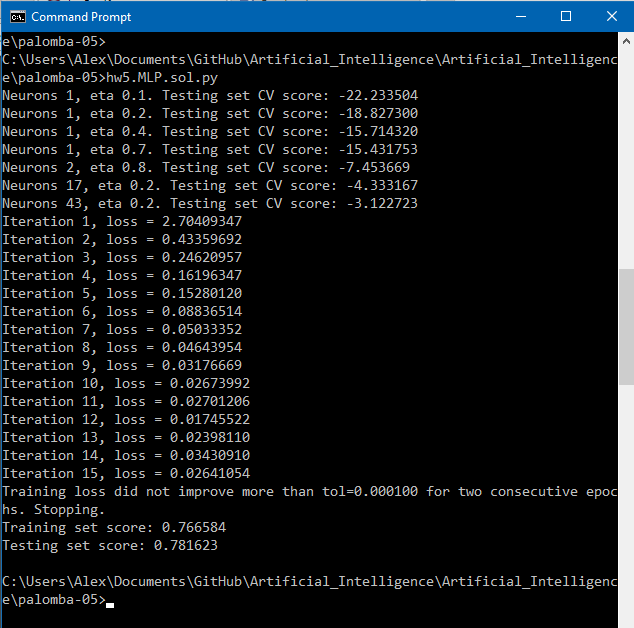 Command Prompt
e\palomba-05>
C:\Users\Alex\Documents\GitHub\Artificial_Intelligence\Artificial_Intelligenc
e\palomba-05>hw5.MLP.sol.py
Neurons 1, eta 0.1. Testing set CV score: -22.233504
Neurons 1, eta 0.2. Testing set CV score: -18.827300
Neurons 1, eta 0.4. Testing set CV score: -15.714320
Neurons 1, eta 0.7. Testing set CV score: -15.431753
Neurons 2, eta 0.8. Testing set CV score: -7.453669
Neurons 17, eta 0.2. Testing set CV score: -4.333167
Neurons 43, eta 0.2. Testing set CV score: -3.122723
Iteration 1, loss = 2.70409347
Iteration 2, loss = 0.43359692
Iteration 3, loss = 0.24620957
Iteration 4, loss = 0.16196347
Iteration 5, loss = 0.15280120
Iteration 6, loss = 0.08836514
Iteration 7, loss = 0.05033352
Iteration 8, loss = 0.04643954
Iteration 9, loss = 0.03176669
Iteration 10, loss = 0.02673992
Iteration 11, loss = 0.02701206
Iteration 12, loss = 0.01745522
Iteration 13, loss = 0.02398110
Iteration 14, loss = 0.03430910
Iteration 15, loss = 0.02641054
Training loss did not improve more than tol=0.000100 for two consecutive epoc
hs. Stopping.
Training set score: 0.766584
Testing set score: 0.781623
C:\Users\Alex\Documents\GitHub\Artificial_Intelligence\Artificial_Intelligenc
e\palomba-05>